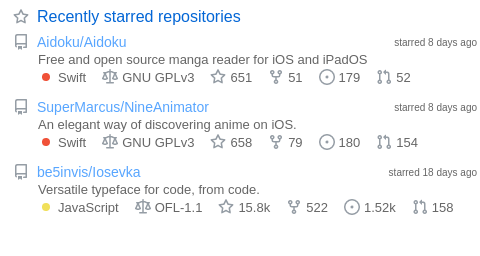 Recently starred repositories
Aidoku/Aidoku starred 8 days ago
Free and open source manga reader for iOS and iPadOS
Swift GNU GPLv3 651 51 179 52
SuperMarcus/NineAnimator starred 8 days ago
An elegant way of discovering anime on iOS.
Swift GNU GPLv3 658 79 180 154
be5invis/Iosevka starred 18 days ago
Versatile typeface for code, from code.
JavaScript OFL-1.1 15.8k 522 1.52k 158